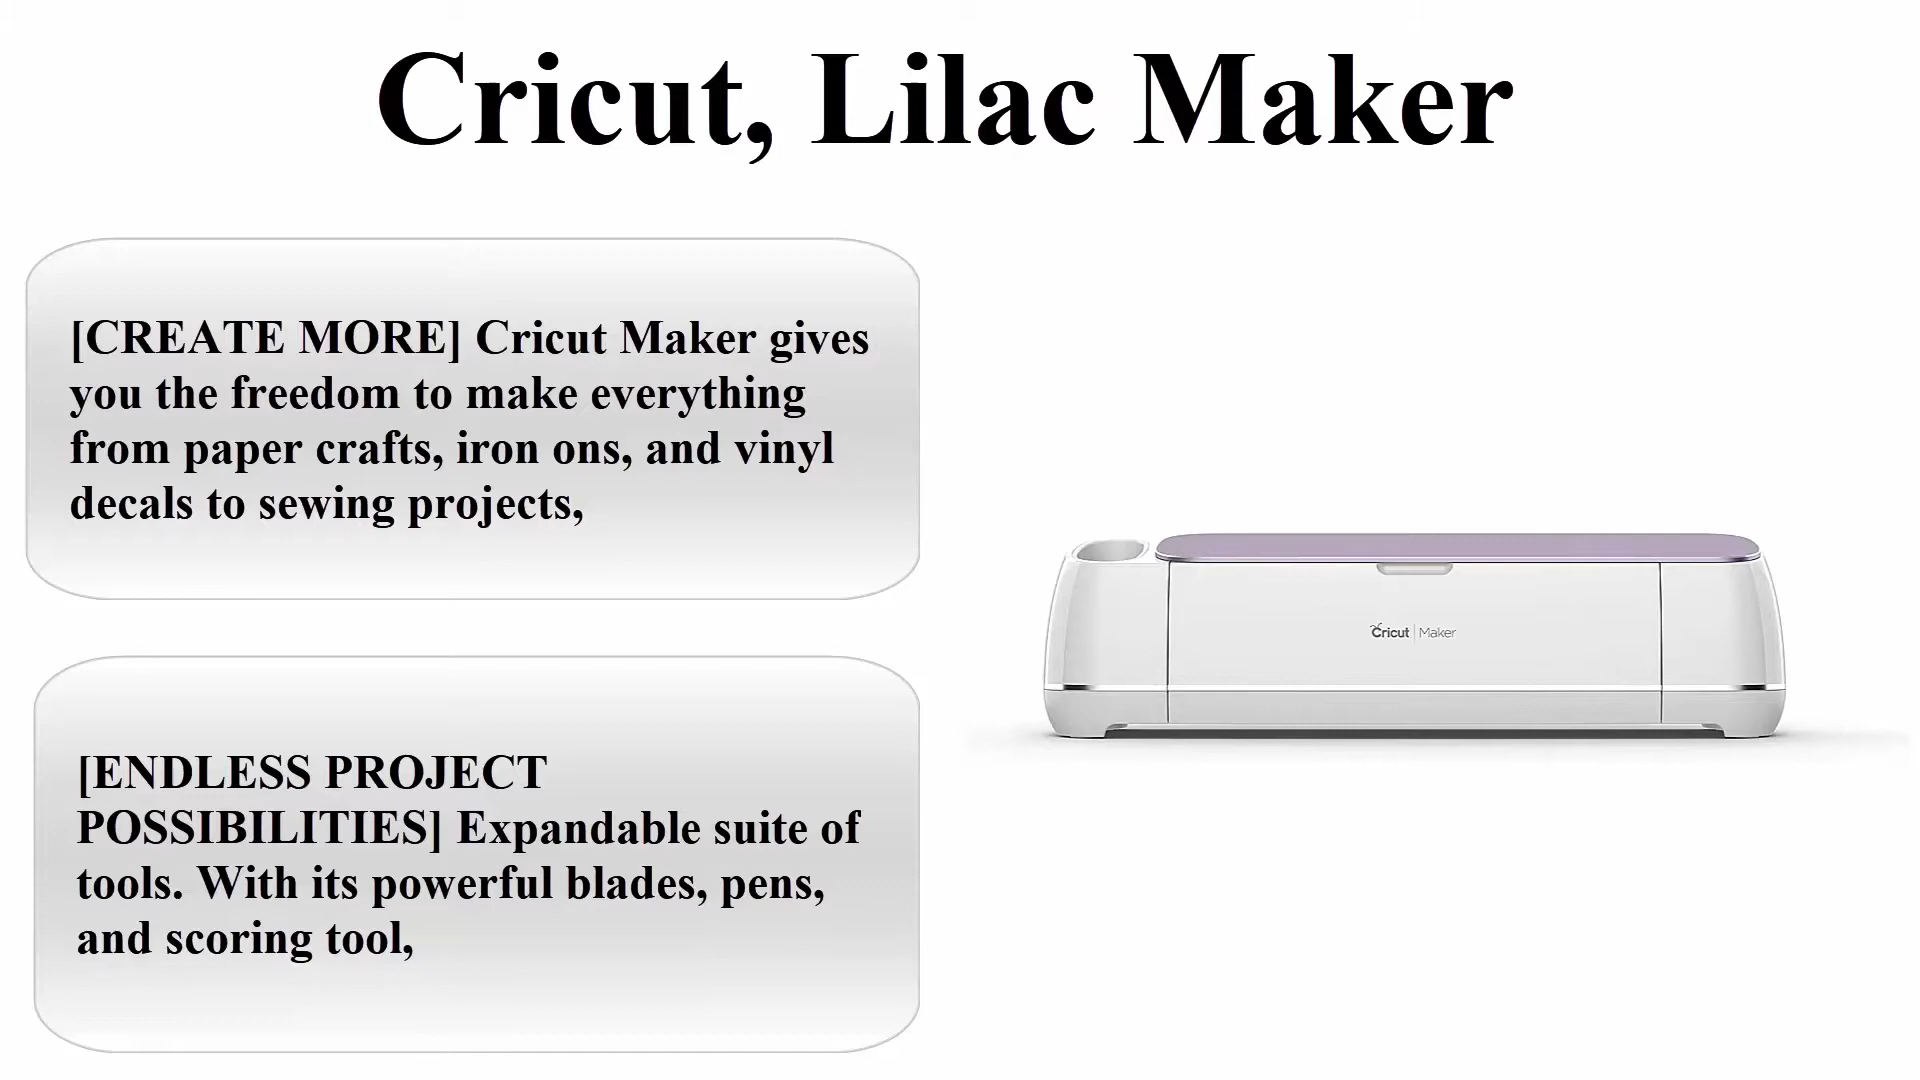 Cricut, Lilac Maker
[CREATE MORE] Cricut Maker gives
you the freedom to make everything
from paper crafts, iron ons, and vinyl
decals to sewing projects,
[ENDLESS PROJECT
POSSIBILITIES] Expandable suite of
tools. With its powerful blades, pens,
and scoring tool,
Cricut | Maker